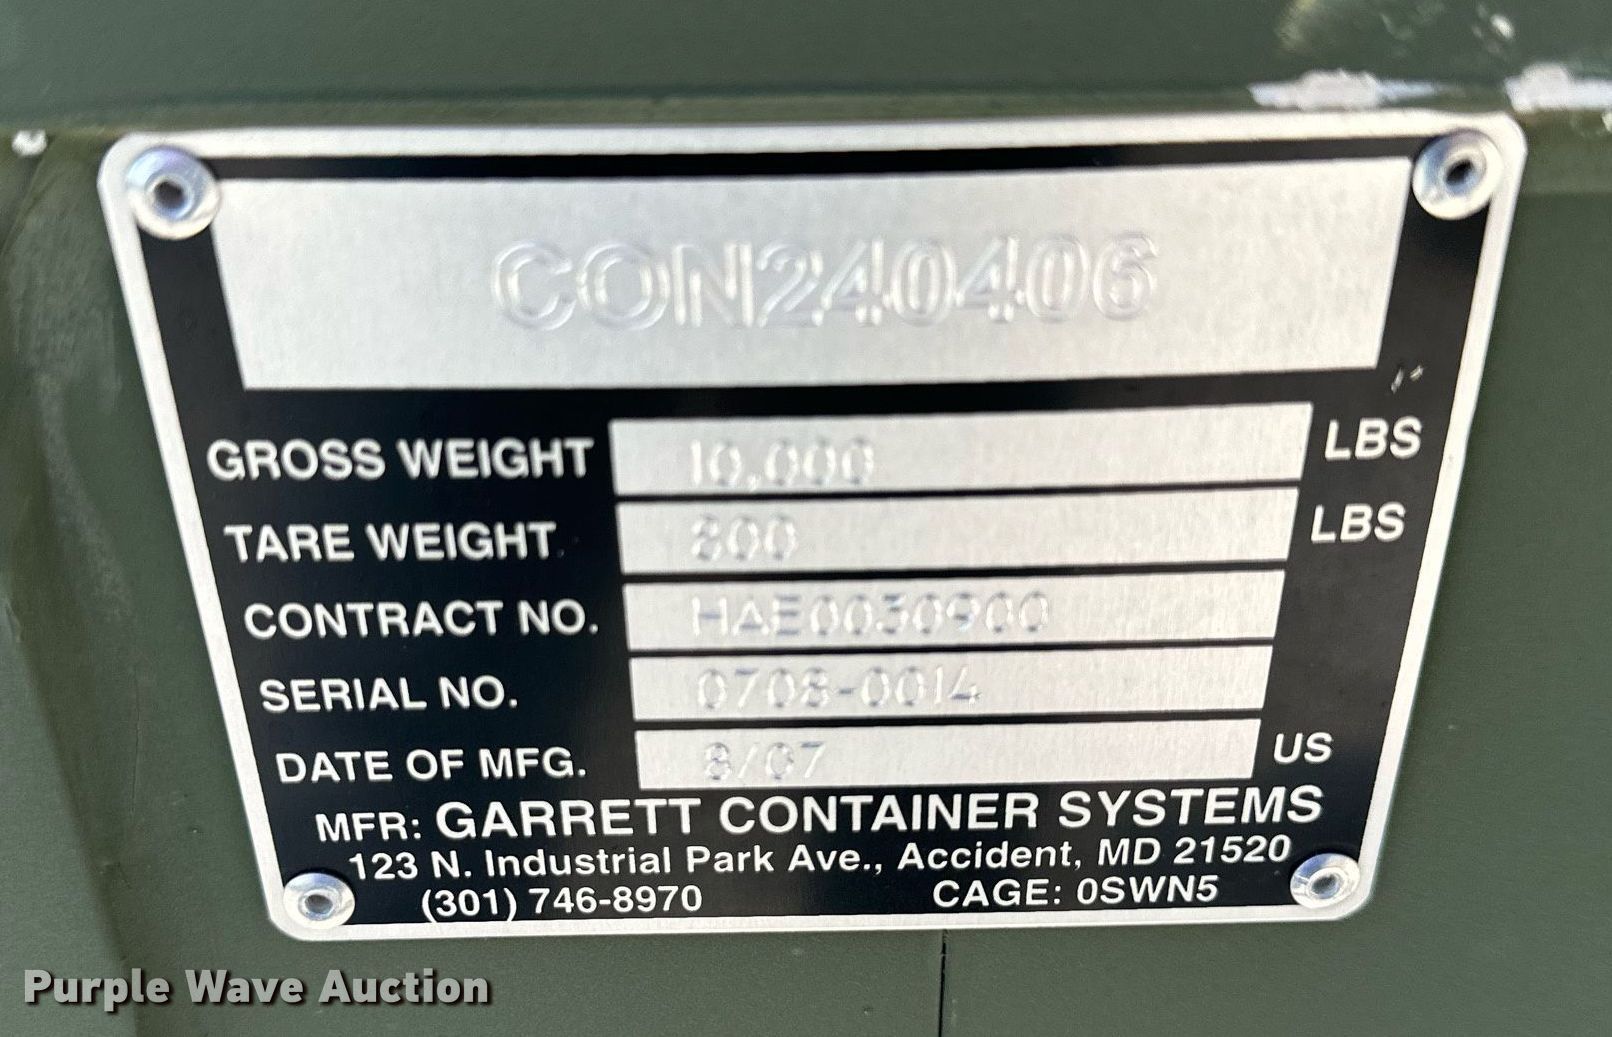 CON240406
GROSS WEIGHT 10,000 LBS
TARE WEIGHT 800 LBS
CONTRACT NO. HAE0030900
SERIAL NO. 0708-0014
DATE OF MFG. 8/07 US
MFR: GARRETT CONTAINER SYSTEMS
123 N. Industrial Park Ave., Accident, MD 21520
(301) 746-8970 CAGE: 0SWN5
Purple Wave Auction